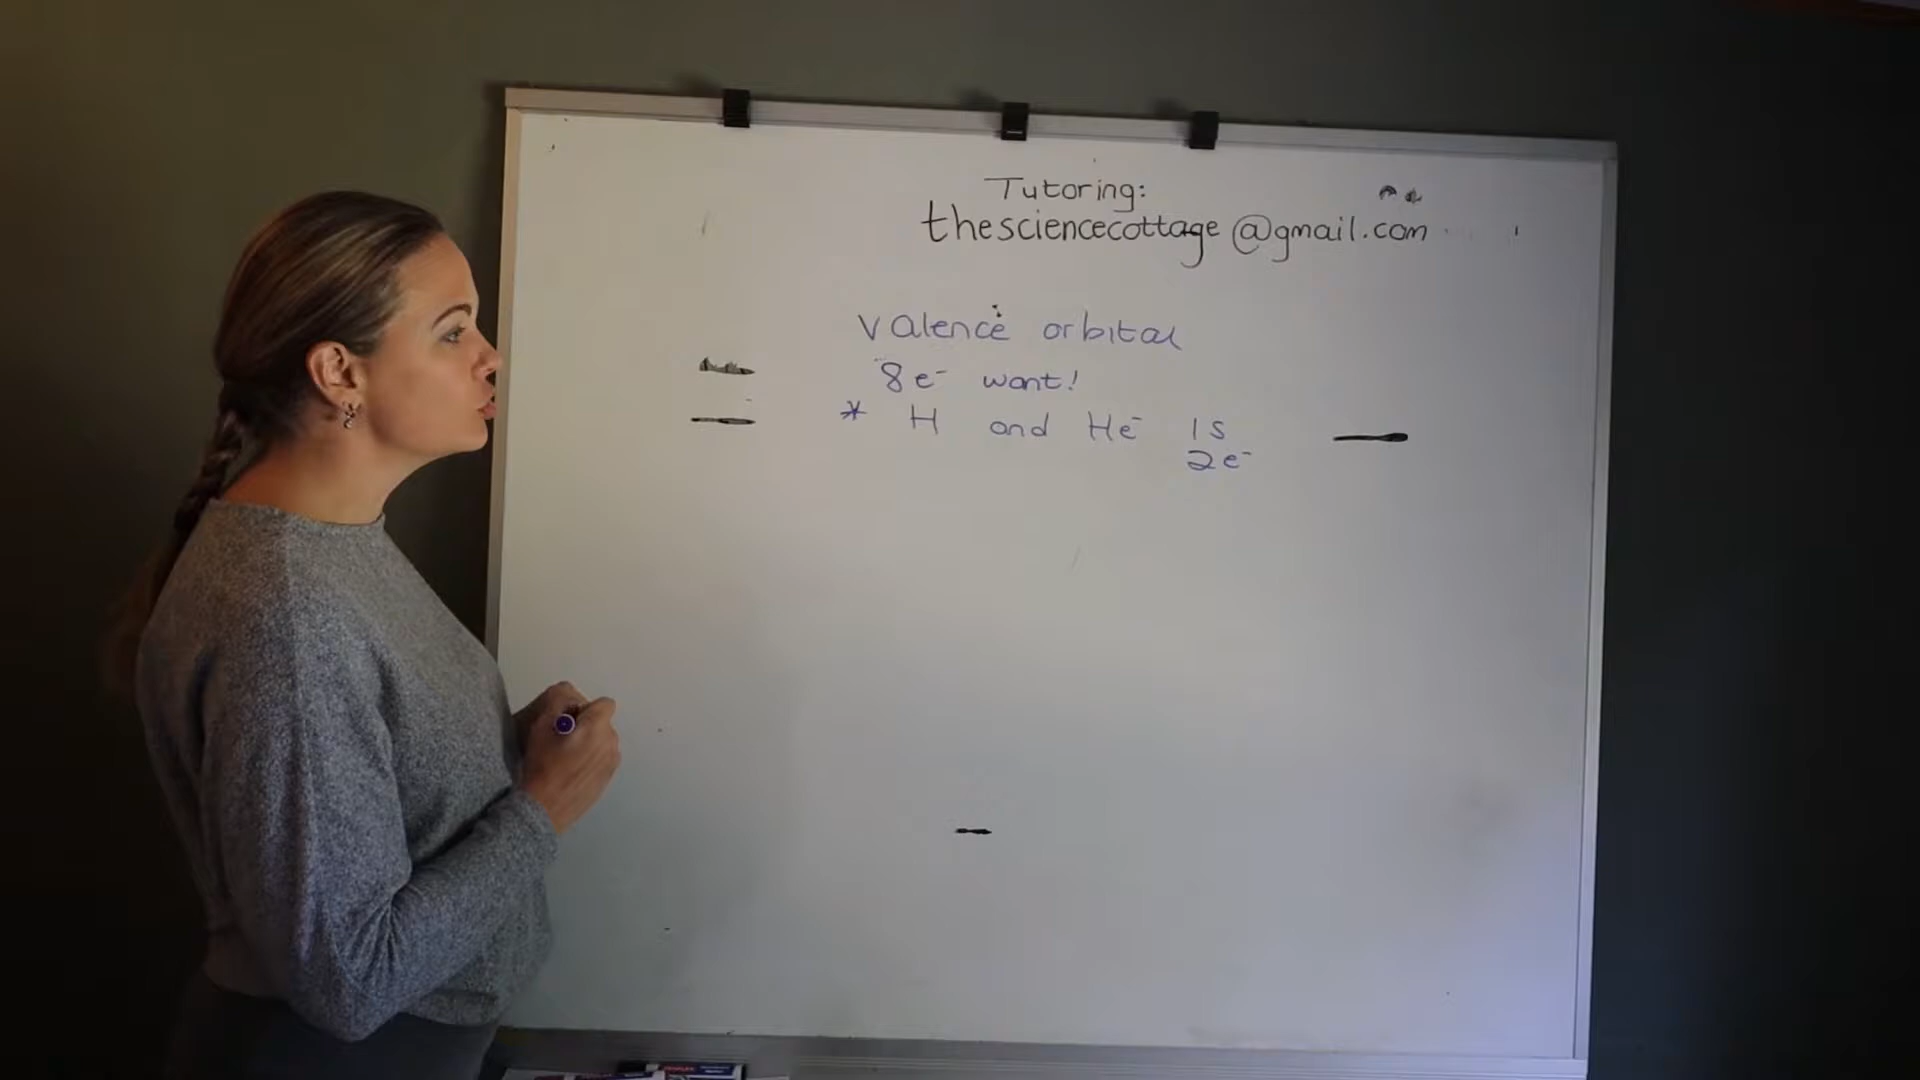 Tutoring:
thesciencecottage@gmail.com
valence orbital
8e⁻ want!
* H and He 1s
2e⁻